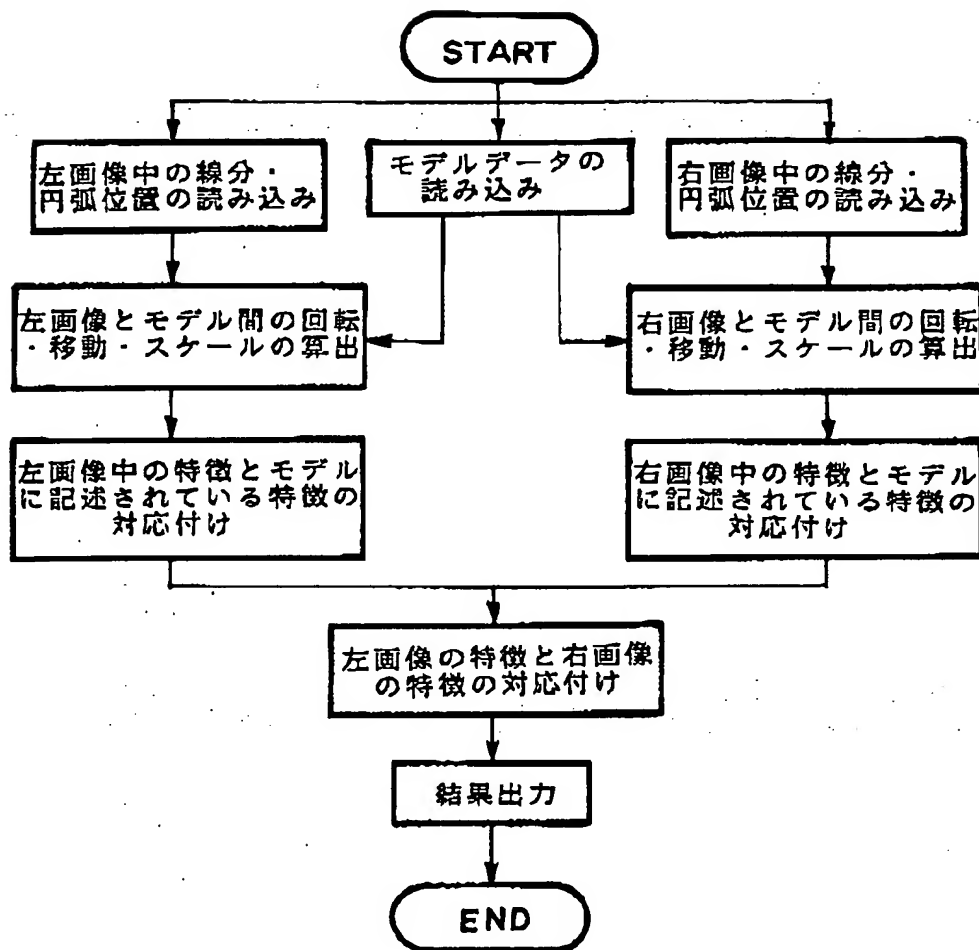 START
左画像中の線分・
円弧位置の読み込み
モデルデータの
読み込み
右画像中の線分・
円弧位置の読み込み
左画像とモデル間の回転
・移動・スケールの算出
右画像とモデル間の回転
・移動・スケールの算出
左画像中の特徴とモデル
に記述されている特徴の
対応付け
右画像中の特徴とモデル
に記述されている特徴の
対応付け
左画像の特徴と右画像
の特徴の対応付け
結果出力
END